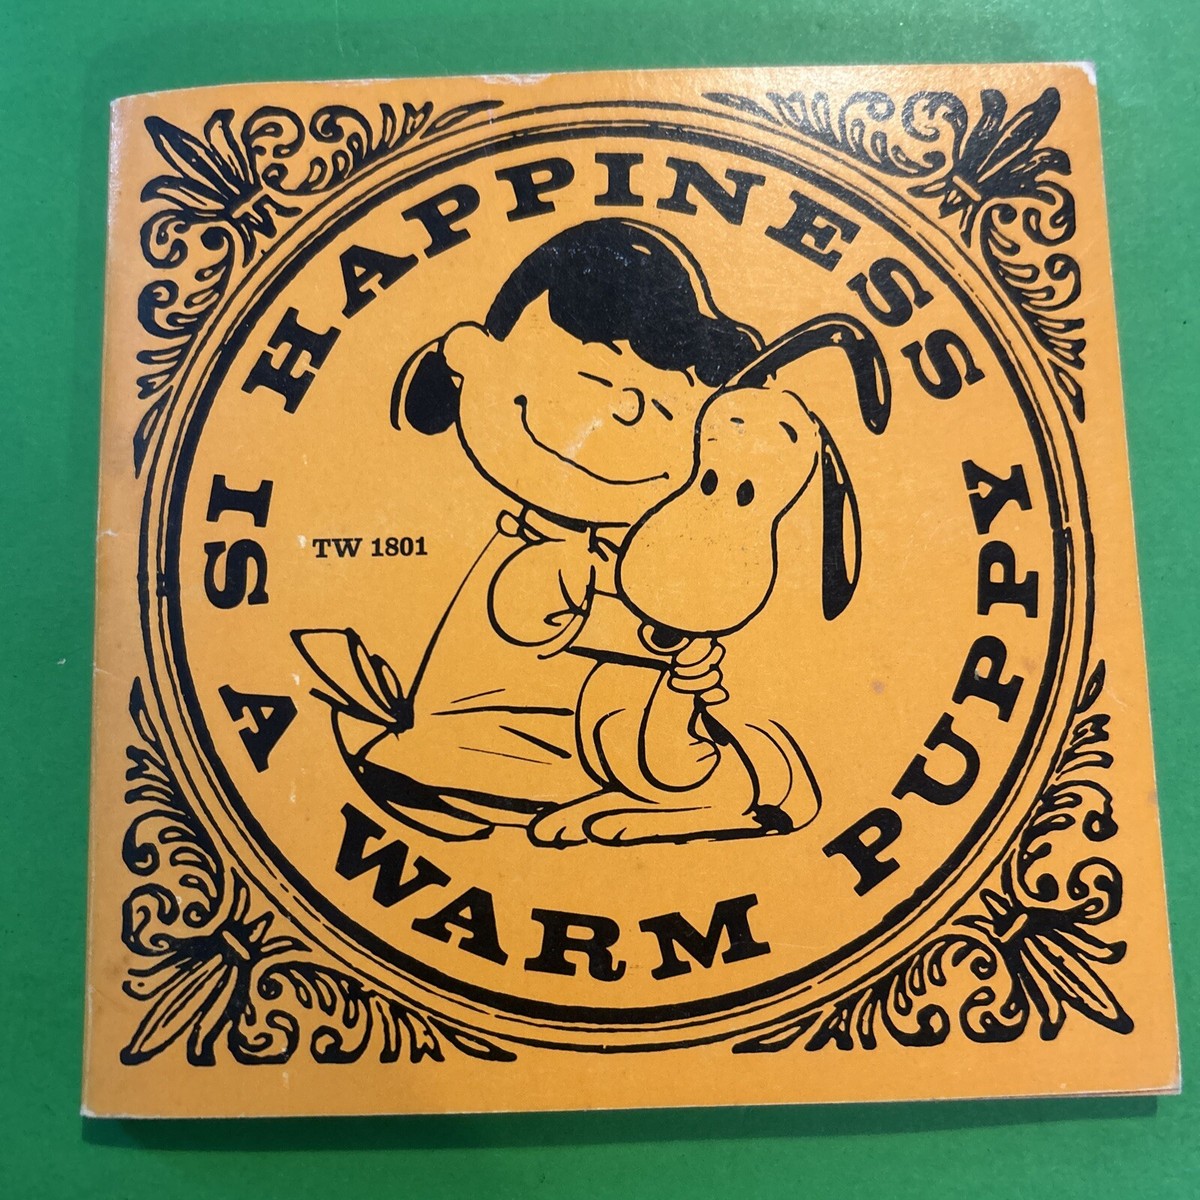 HAPPINESS IS A WARM PUPPY
TW 1801